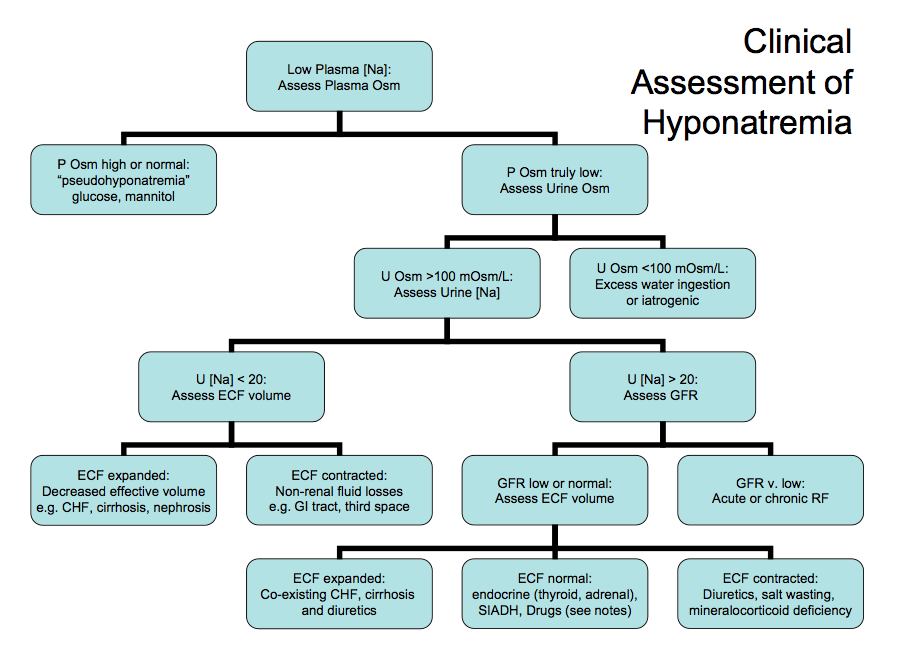 Clinical
Assessment of
Hyponatremia
Low Plasma [Na]:
Assess Plasma Osm
P Osm high or normal:
“pseudohyponatremia”
glucose, mannitol
P Osm truly low:
Assess Urine Osm
U Osm >100 mOsm/L:
Assess Urine [Na]
U Osm <100 mOsm/L:
Excess water ingestion
or iatrogenic
U [Na] < 20:
Assess ECF volume
U [Na] > 20:
Assess GFR
ECF expanded:
Decreased effective volume
e.g. CHF, cirrhosis, nephrosis
ECF contracted:
Non-renal fluid losses
e.g. GI tract, third space
GFR low or normal:
Assess ECF volume
GFR v. low:
Acute or chronic RF
ECF expanded:
Co-existing CHF, cirrhosis
and diuretics
ECF normal:
endocrine (thyroid, adrenal),
SIADH, Drugs (see notes)
ECF contracted:
Diuretics, salt wasting,
mineralocorticoid deficiency